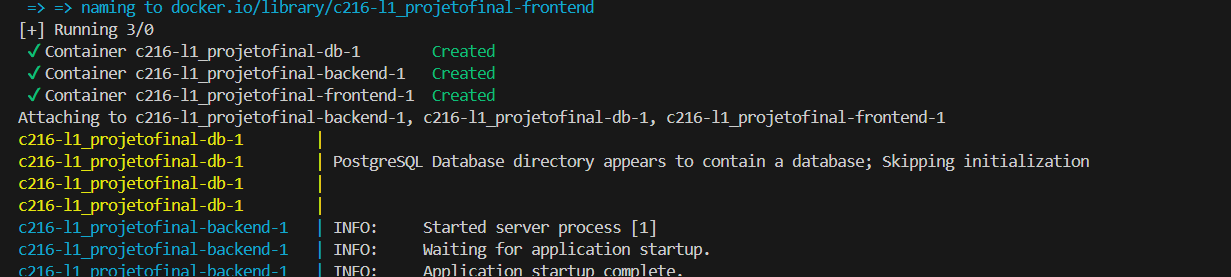 => => naming to docker.io/library/c216-l1_projetofinal-frontend
[+] Running 3/0
✔ Container c216-l1_projetofinal-db-1 Created
✔ Container c216-l1_projetofinal-backend-1 Created
✔ Container c216-l1_projetofinal-frontend-1 Created
Attaching to c216-l1_projetofinal-backend-1, c216-l1_projetofinal-db-1, c216-l1_projetofinal-frontend-1
c216-l1_projetofinal-db-1 |
c216-l1_projetofinal-db-1 | PostgreSQL Database directory appears to contain a database; Skipping initialization
c216-l1_projetofinal-db-1 |
c216-l1_projetofinal-db-1 |
c216-l1_projetofinal-backend-1 | INFO: Started server process [1]
c216-l1_projetofinal-backend-1 | INFO: Waiting for application startup.
c216-l1_projetofinal-backend-1 | INFO: Application startup complete.